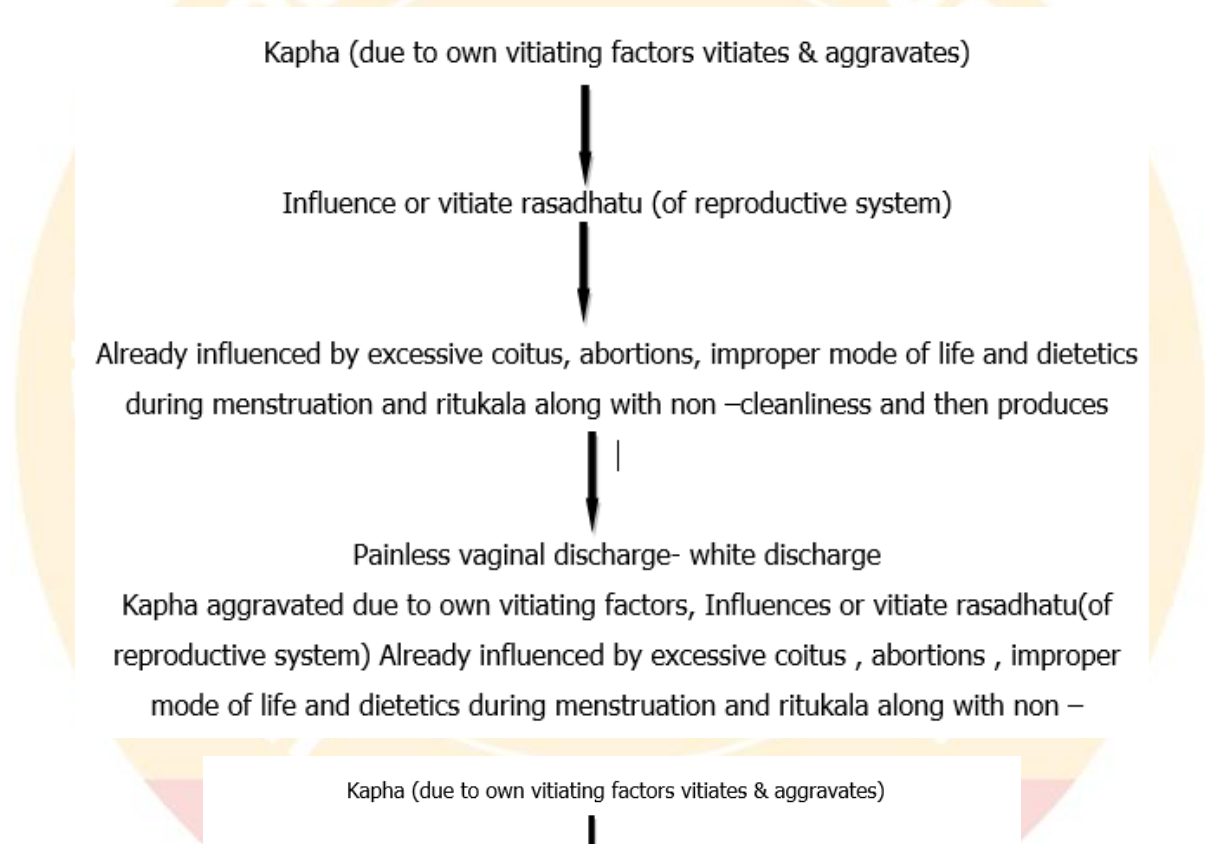 Kapha (due to own vitiating factors vitiates & aggravates)
Influence or vitiate rasadhatu (of reproductive system)
Already influenced by excessive coitus, abortions, improper mode of life and dietetics
during menstruation and ritukala along with non –cleanliness and then produces
Painless vaginal discharge- white discharge
Kapha aggravated due to own vitiating factors, Influences or vitiate rasadhatu(of
reproductive system) Already influenced by excessive coitus , abortions , improper
mode of life and dietetics during menstruation and ritukala along with non –
Kapha (due to own vitiating factors vitiates & aggravates)